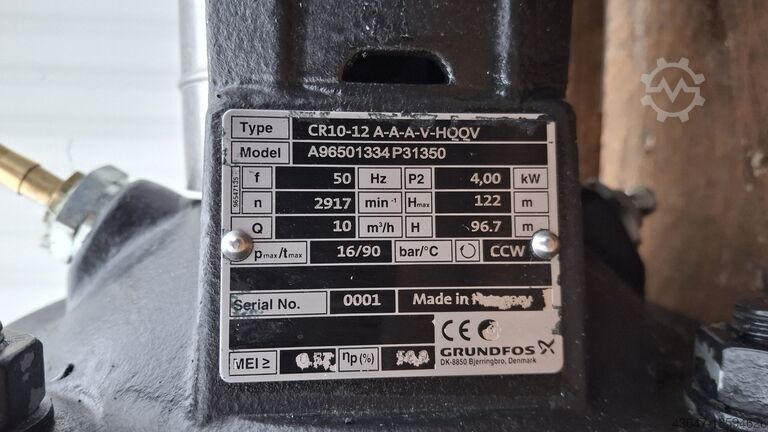 Type CR10-12 A-A-A-V-HQQV
Model A96501334P31350
f 50 Hz P2 4,00 kW
n 2917 min⁻¹ Hmax 122 m
Q 10 m³/h H 96.7 m
pmax/tmax 16/90 bar/°C CCW
Serial No. 0001 Made in Hungary
CE
GRUNDFOS
DK-8850 Bjerringbro, Denmark
MEI ≥ ηp(%)